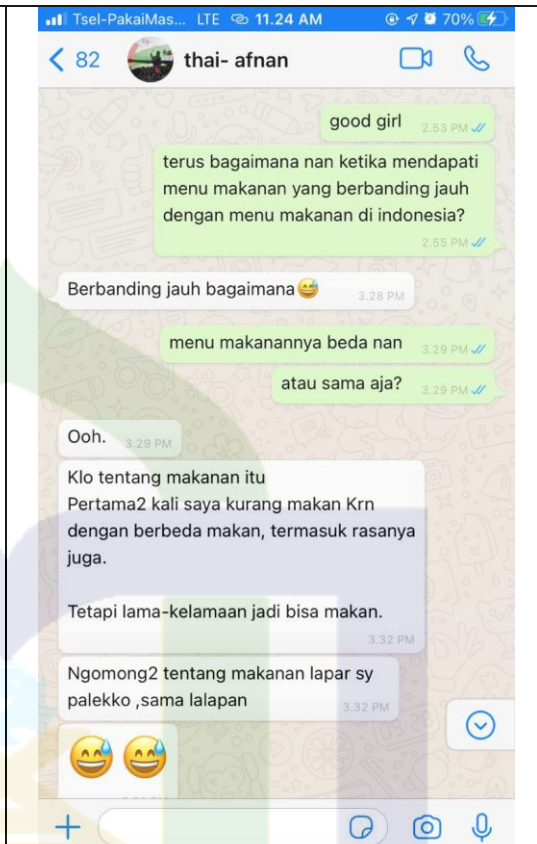 Tsel-PakaiMas... LTE 11.24 AM 70%
82 thai- afnan
good girl 2.53 PM
terus bagaimana nan ketika mendapati
menu makanan yang berbanding jauh
dengan menu makanan di indonesia?
2.55 PM
Berbanding jauh bagaimana😅 3.28 PM
menu makanannya beda nan 3.29 PM
atau sama aja? 3.29 PM
Ooh. 3.29 PM
Klo tentang makanan itu
Pertama2 kali saya kurang makan Krn
dengan berbeda makan, termasuk rasanya
juga.
Tetapi lama-kelamaan jadi bisa makan.
3.32 PM
Ngomong2 tentang makanan lapar sy
palekko ,sama lalapan 3.32 PM
😅😅